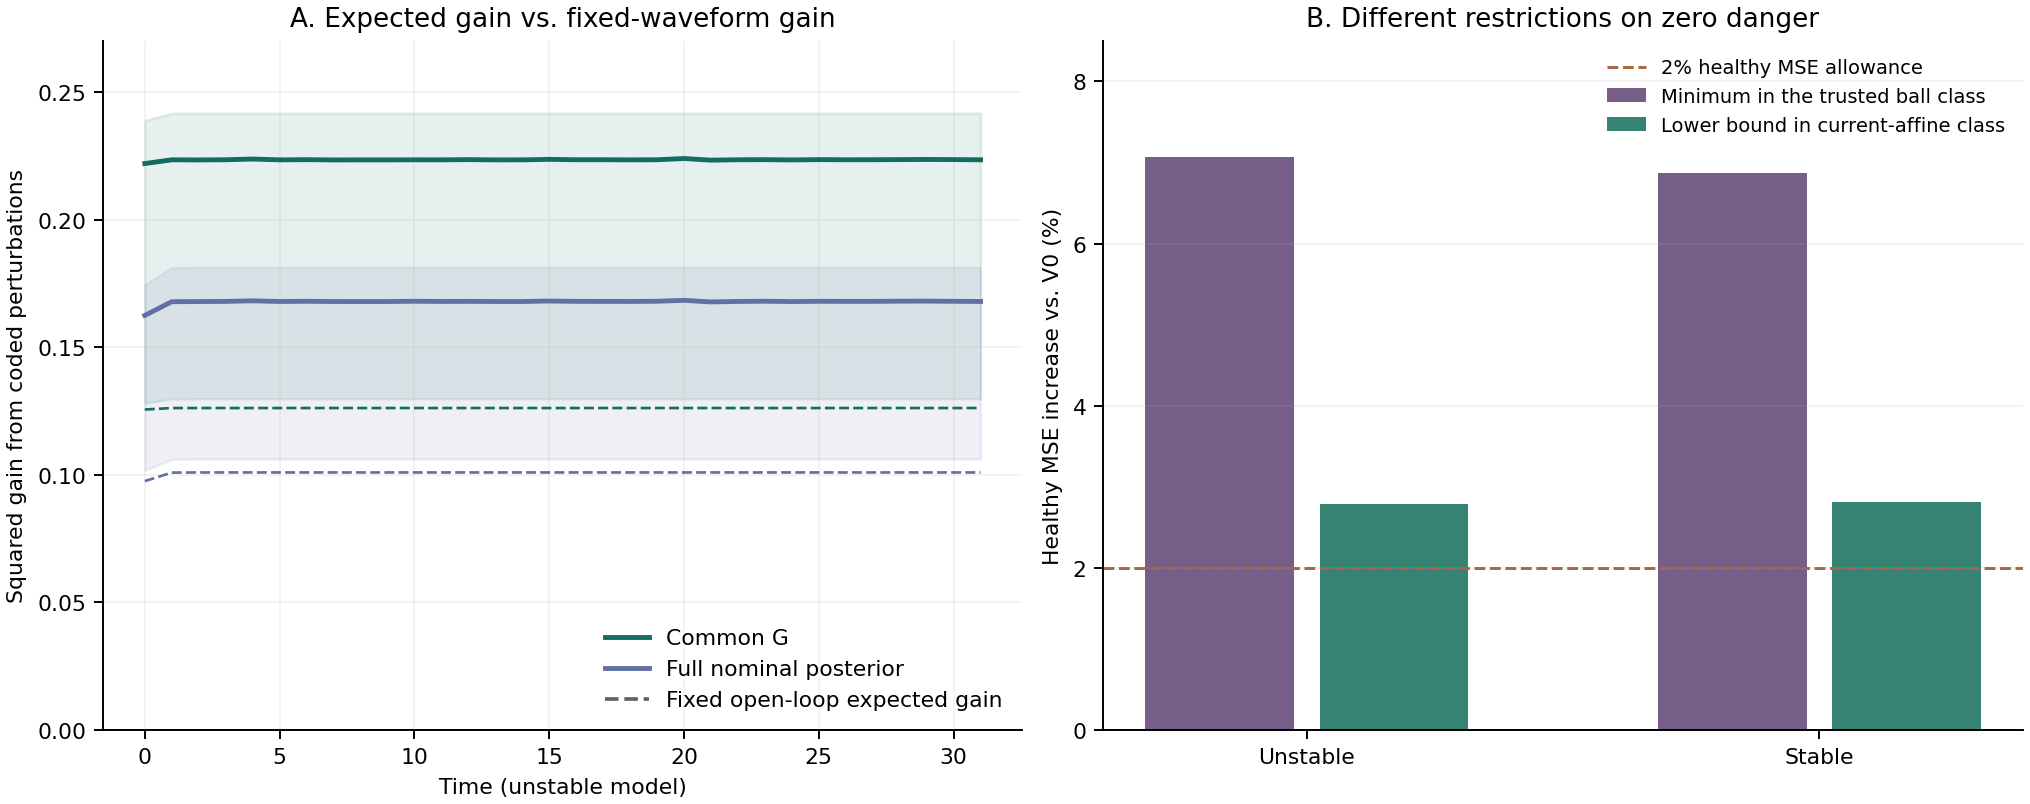 A. Expected gain vs. fixed-waveform gain
Squared gain from coded perturbations
0.25
0.20
0.15
0.10
0.05
0.00
Common G
Full nominal posterior
Fixed open-loop expected gain
0 5 10 15 20 25 30
Time (unstable model)
B. Different restrictions on zero danger
Healthy MSE increase vs. V0 (%)
8
6
4
2
0
2% healthy MSE allowance
Minimum in the trusted ball class
Lower bound in current-affine class
Unstable Stable